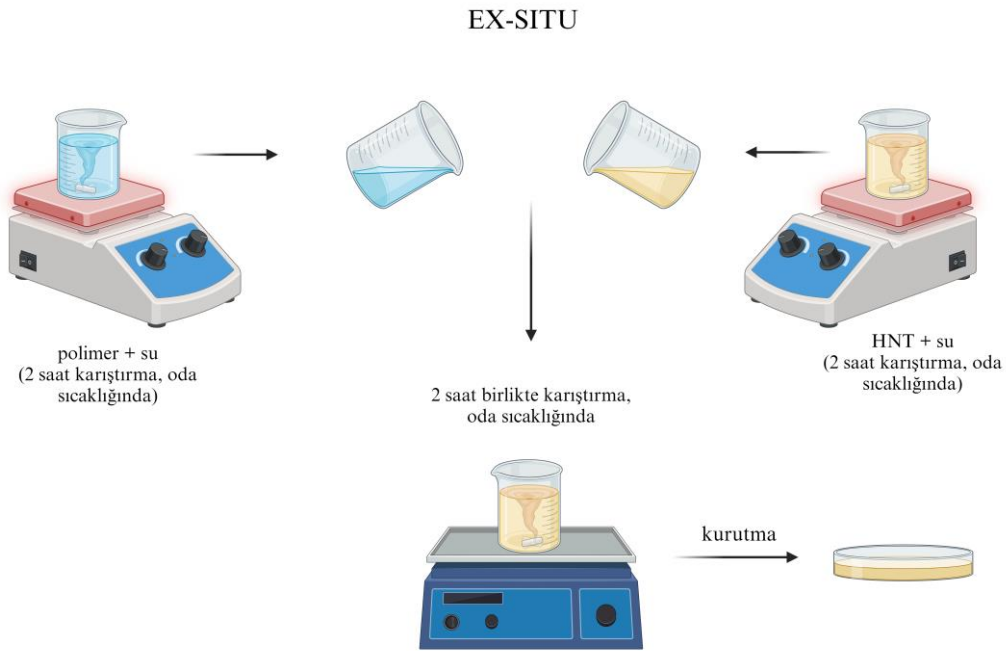 EX-SITU
polimer + su
(2 saat karıştırma, oda
sıcaklığında)
HNT + su
(2 saat karıştırma, oda
sıcaklığında)
2 saat birlikte karıştırma,
oda sıcaklığında
kurutma